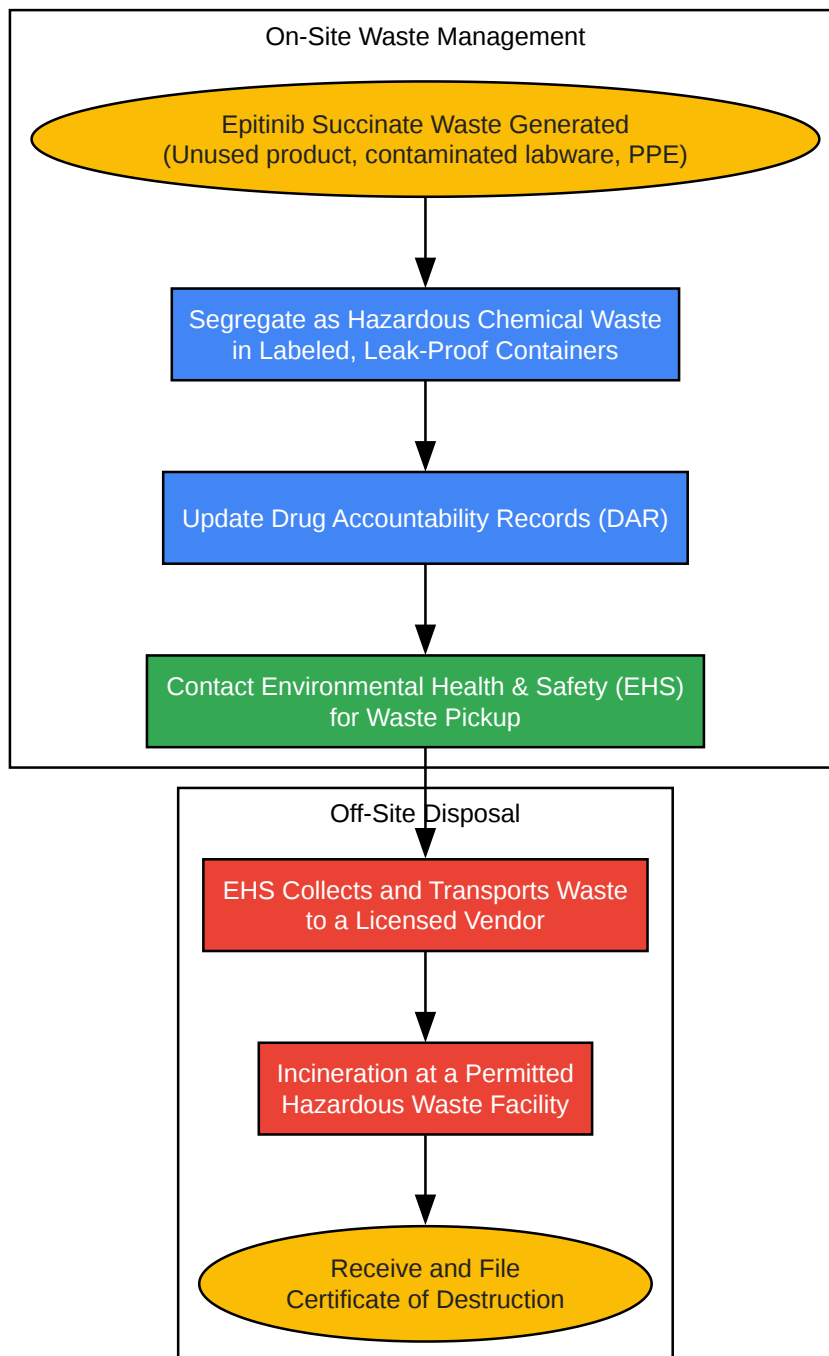 On-Site Waste Management
Epitinib Succinate Waste Generated
(Unused product, contaminated labware, PPE)
Segregate as Hazardous Chemical Waste
in Labeled, Leak-Proof Containers
Update Drug Accountability Records (DAR)
Contact Environmental Health & Safety (EHS)
for Waste Pickup
Off-Site Disposal
EHS Collects and Transports Waste
to a Licensed Vendor
Incineration at a Permitted
Hazardous Waste Facility
Receive and File
Certificate of Destruction